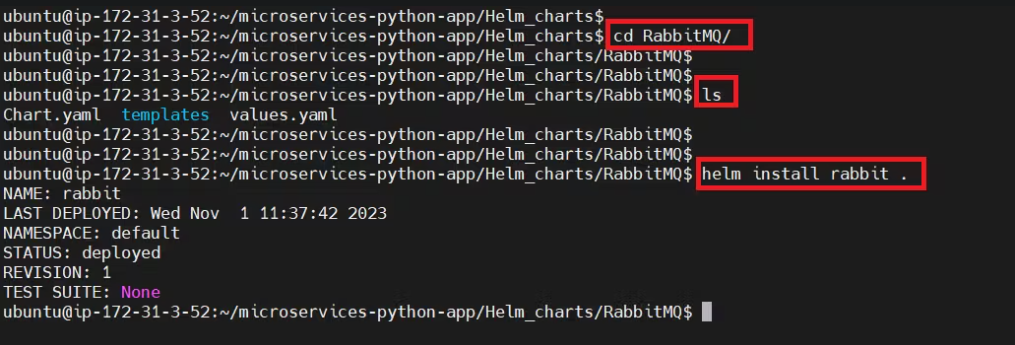 ubuntu@ip-172-31-3-52:~/microservices-python-app/Helm_charts$
ubuntu@ip-172-31-3-52:~/microservices-python-app/Helm_charts$ cd RabbitMQ/
ubuntu@ip-172-31-3-52:~/microservices-python-app/Helm_charts/RabbitMQ$
ubuntu@ip-172-31-3-52:~/microservices-python-app/Helm_charts/RabbitMQ$
ubuntu@ip-172-31-3-52:~/microservices-python-app/Helm_charts/RabbitMQ$ ls
Chart.yaml  templates  values.yaml
ubuntu@ip-172-31-3-52:~/microservices-python-app/Helm_charts/RabbitMQ$
ubuntu@ip-172-31-3-52:~/microservices-python-app/Helm_charts/RabbitMQ$
ubuntu@ip-172-31-3-52:~/microservices-python-app/Helm_charts/RabbitMQ$ helm install rabbit .
NAME: rabbit
LAST DEPLOYED: Wed Nov  1 11:37:42 2023
NAMESPACE: default
STATUS: deployed
REVISION: 1
TEST SUITE: None
ubuntu@ip-172-31-3-52:~/microservices-python-app/Helm_charts/RabbitMQ$